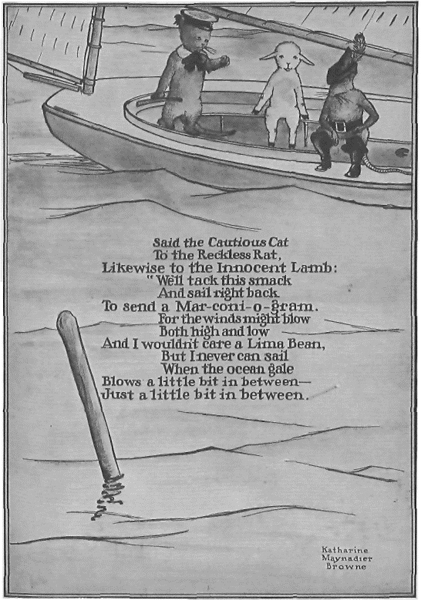 Said the Cautious Cat
To the Reckless Rat,
Likewise to the Innocent Lamb:
"We'll tack this smack
And sail right back
To send a Mar-coni-o-gram.
For the winds might blow
Both high and low
And I wouldn't care a Lima Bean,
But I never can sail
When the ocean gale
Blows a little bit in between—
Just a little bit in between.
Katharine
Maynadier
Browne